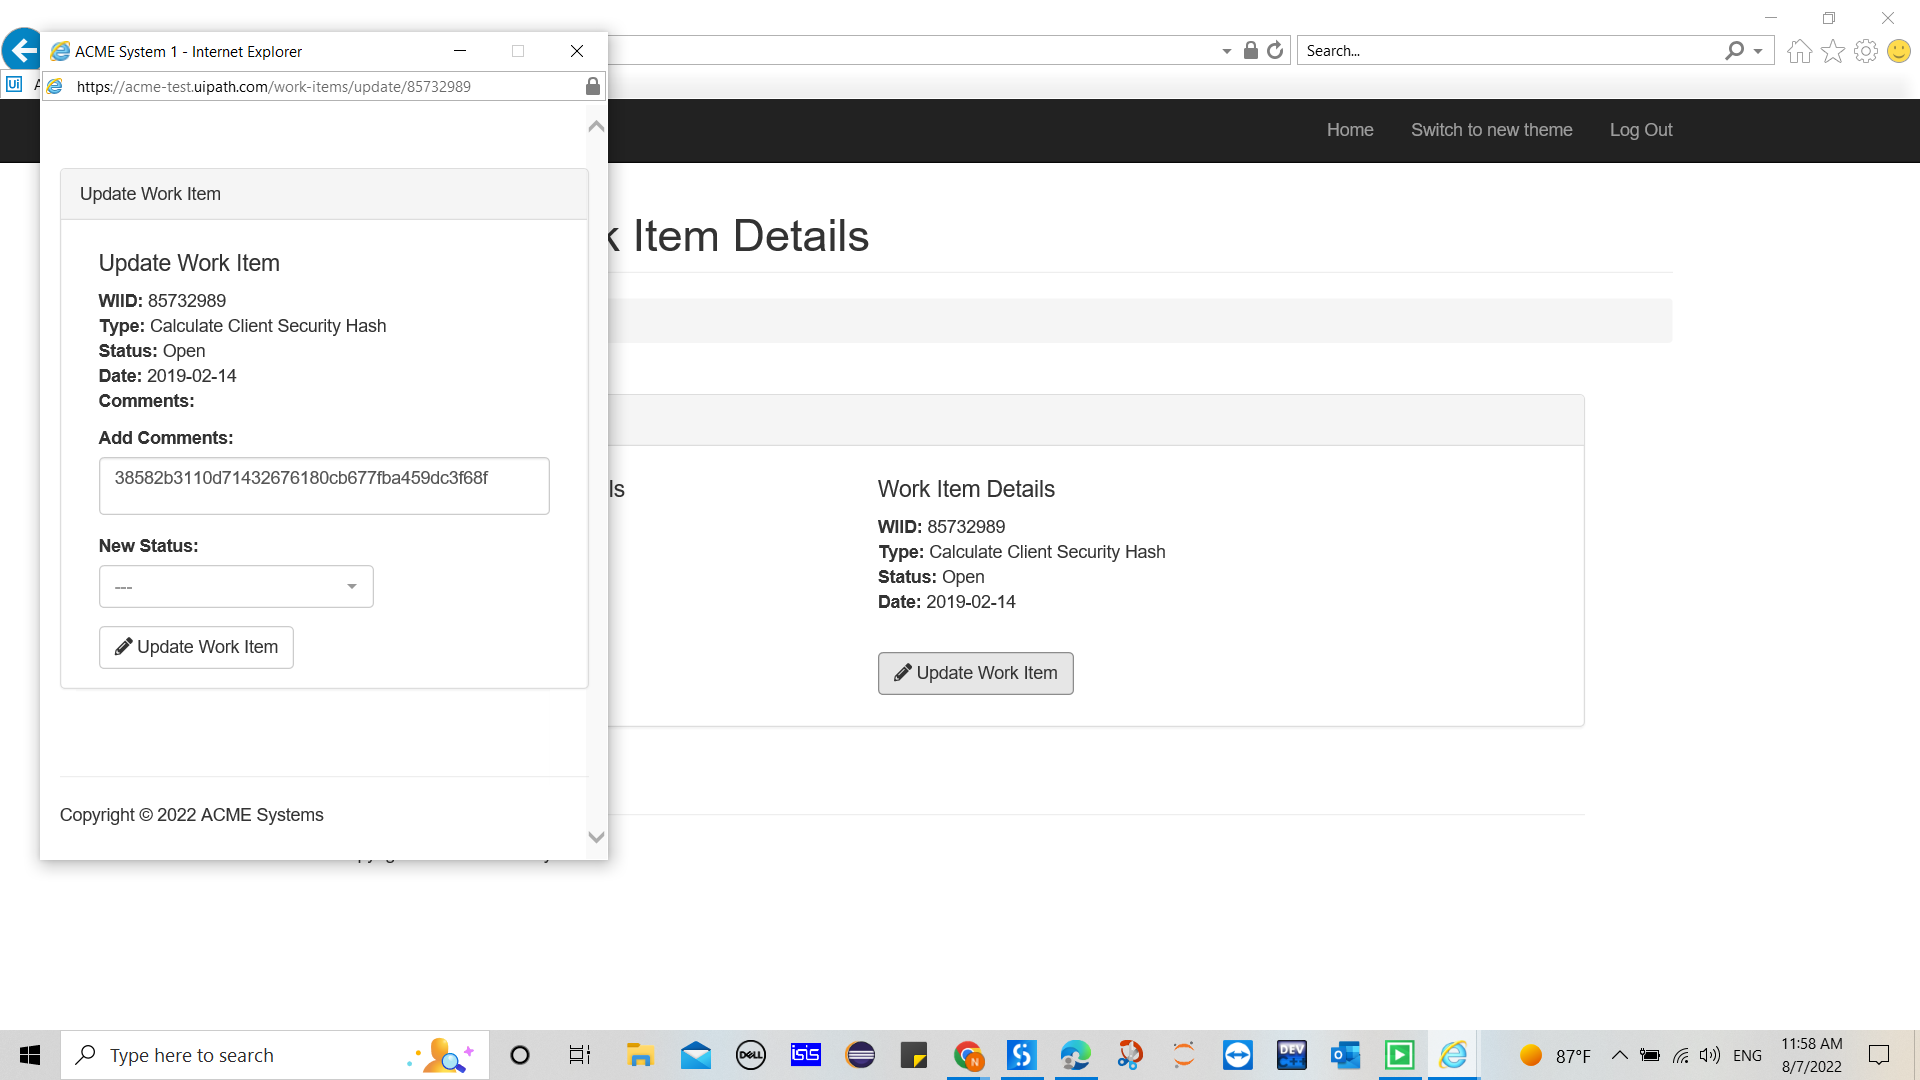 ACME System 1 - Internet Explorer
https://acme-test.uipath.com/work-items/update/85732989
Search...
Home
Switch to new theme
Log Out
Update Work Item
Update Work Item
WIID: 85732989
Type: Calculate Client Security Hash
Status: Open
Date: 2019-02-14
Comments:
Add Comments:
38582b3110d71432676180cb677fba459dc3f68f
New Status:
---
Update Work Item
Copyright © 2022 ACME Systems
k Item Details
ls
Work Item Details
WIID: 85732989
Type: Calculate Client Security Hash
Status: Open
Date: 2019-02-14
Update Work Item
Type here to search
DELL
isis
N
DEV
C++
87°F
ENG
11:58 AM
8/7/2022